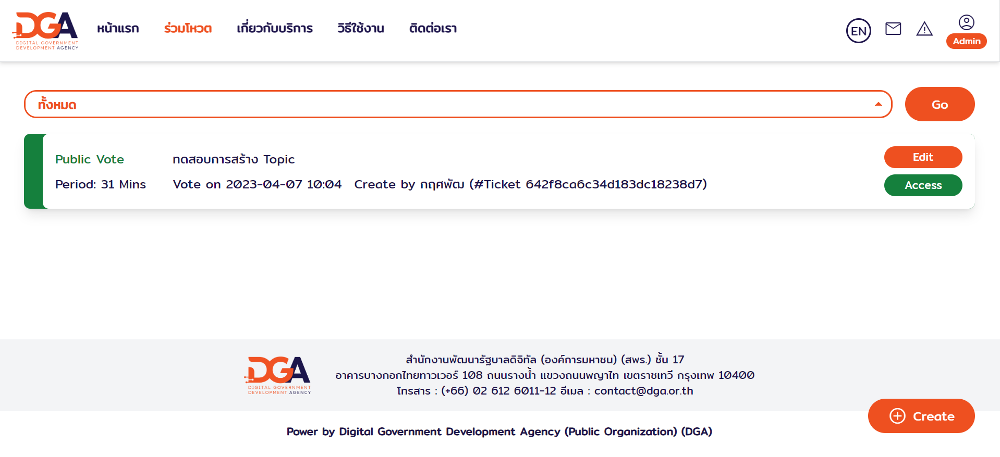 DGA
DIGITAL GOVERNMENT
DEVELOPMENT AGENCY
หน้าแรก ร่วมโหวต เกี่ยวกับบริการ วิธีใช้งาน ติดต่อเรา
EN
Admin
ทั้งหมด
Go
Public Vote ทดสอบการสร้าง Topic
Edit
Period: 31 Mins Vote on 2023-04-07 10:04 Create by กฤศพัฒ (#Ticket 642f8ca6c34d183dc18238d7)
Access
DGA
DIGITAL GOVERNMENT
DEVELOPMENT AGENCY
สำนักงานพัฒนารัฐบาลดิจิทัล (องค์การมหาชน) (สพร.) ชั้น 17
อาคารบางกอกไทยทาวเวอร์ 108 ถนนรางน้ำ แขวงถนนพญาไท เขตราชเทวี กรุงเทพ 10400
โทรสาร : (+66) 02 612 6011-12 อีเมล : contact@dga.or.th
Create
Power by Digital Government Development Agency (Public Organization) (DGA)